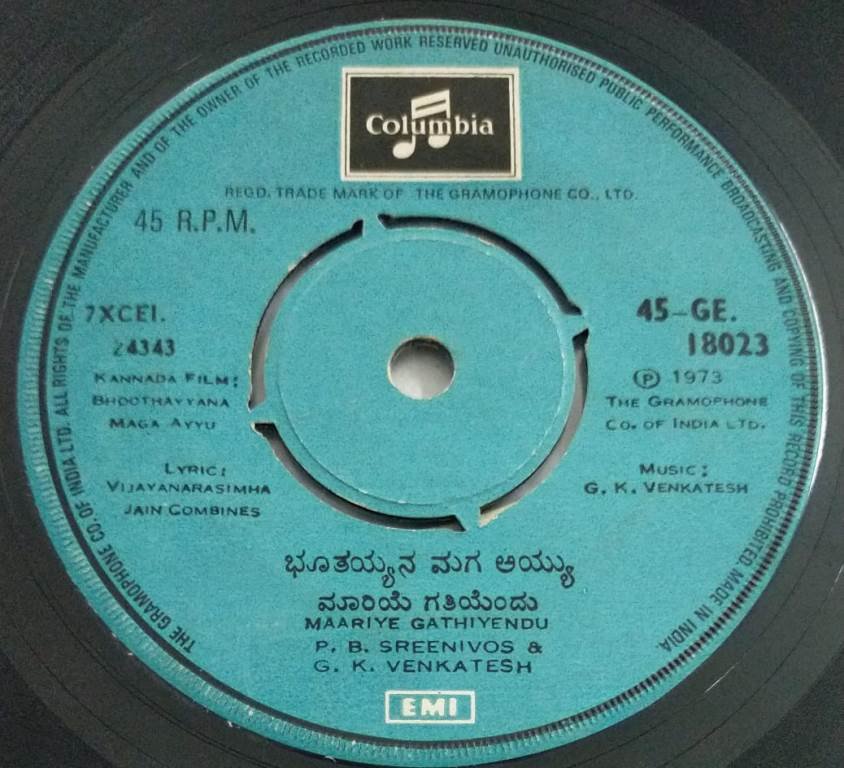 THE GRAMOPHONE CO. OF INDIA LTD. ALL RIGHTS OF THE MANUFACTURER AND OF THE OWNER OF THE RECORDED WORK RESERVED UNAUTHORISED PUBLIC PERFORMANCE BROADCASTING AND COPYING OF THIS RECORD PROHIBITED MADE IN INDIA.
Columbia
REGD. TRADE MARK OF THE GRAMOPHONE CO., LTD.
45 R.P.M.
7XCEI.
24343
KANNADA FILM:
BHOOTHAYYANA
MAGA AYYU
LYRIC:
VIJAYANARASIMHA
JAIN COMBINES
45-GE.
18023
℗ 1973
THE GRAMOPHONE
CO. OF INDIA LTD.
MUSIC:
G. K. VENKATESH
ಭೂತಯ್ಯನ ಮಗ ಅಯ್ಯು
ಮಾರಿಯೆ ಗತಿಯೆಂದು
MAARIYE GATHIYENDU
P. B. SREENIVOS &
G. K. VENKATESH
EMI